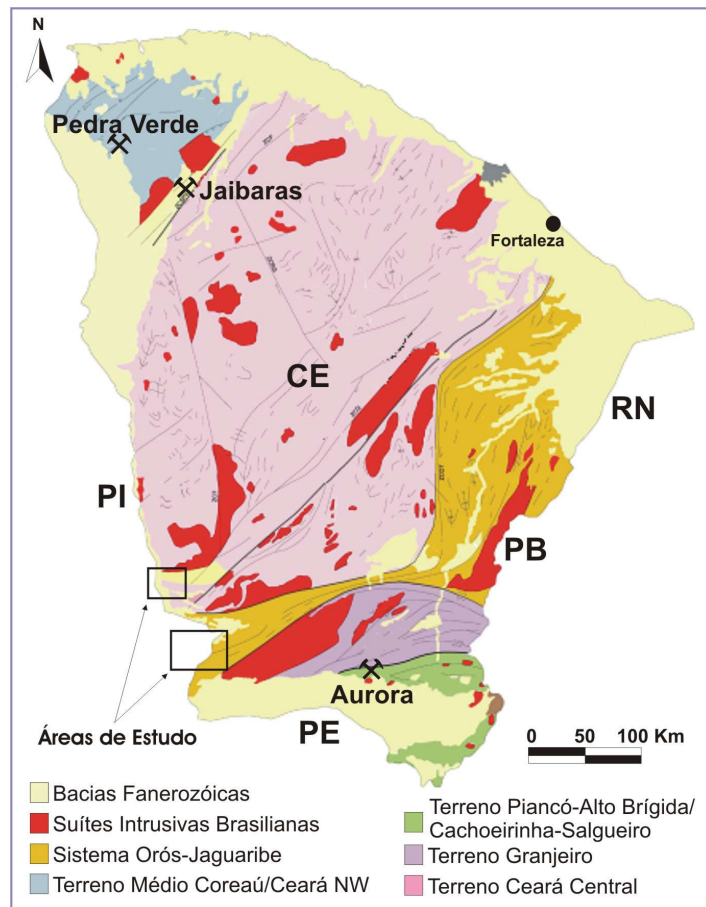 N
Pedra Verde
Jaibaras
Fortaleza
CE
RN
PI
PB
Aurora
Áreas de Estudo
PE
0 50 100 Km
Bacias Fanerozóicas
Suítes Intrusivas Brasilianas
Sistema Orós-Jaguaribe
Terreno Médio Coreaú/Ceará NW
Terreno Piancó-Alto Brígida/
Cachoeirinha-Salgueiro
Terreno Granjeiro
Terreno Ceará Central